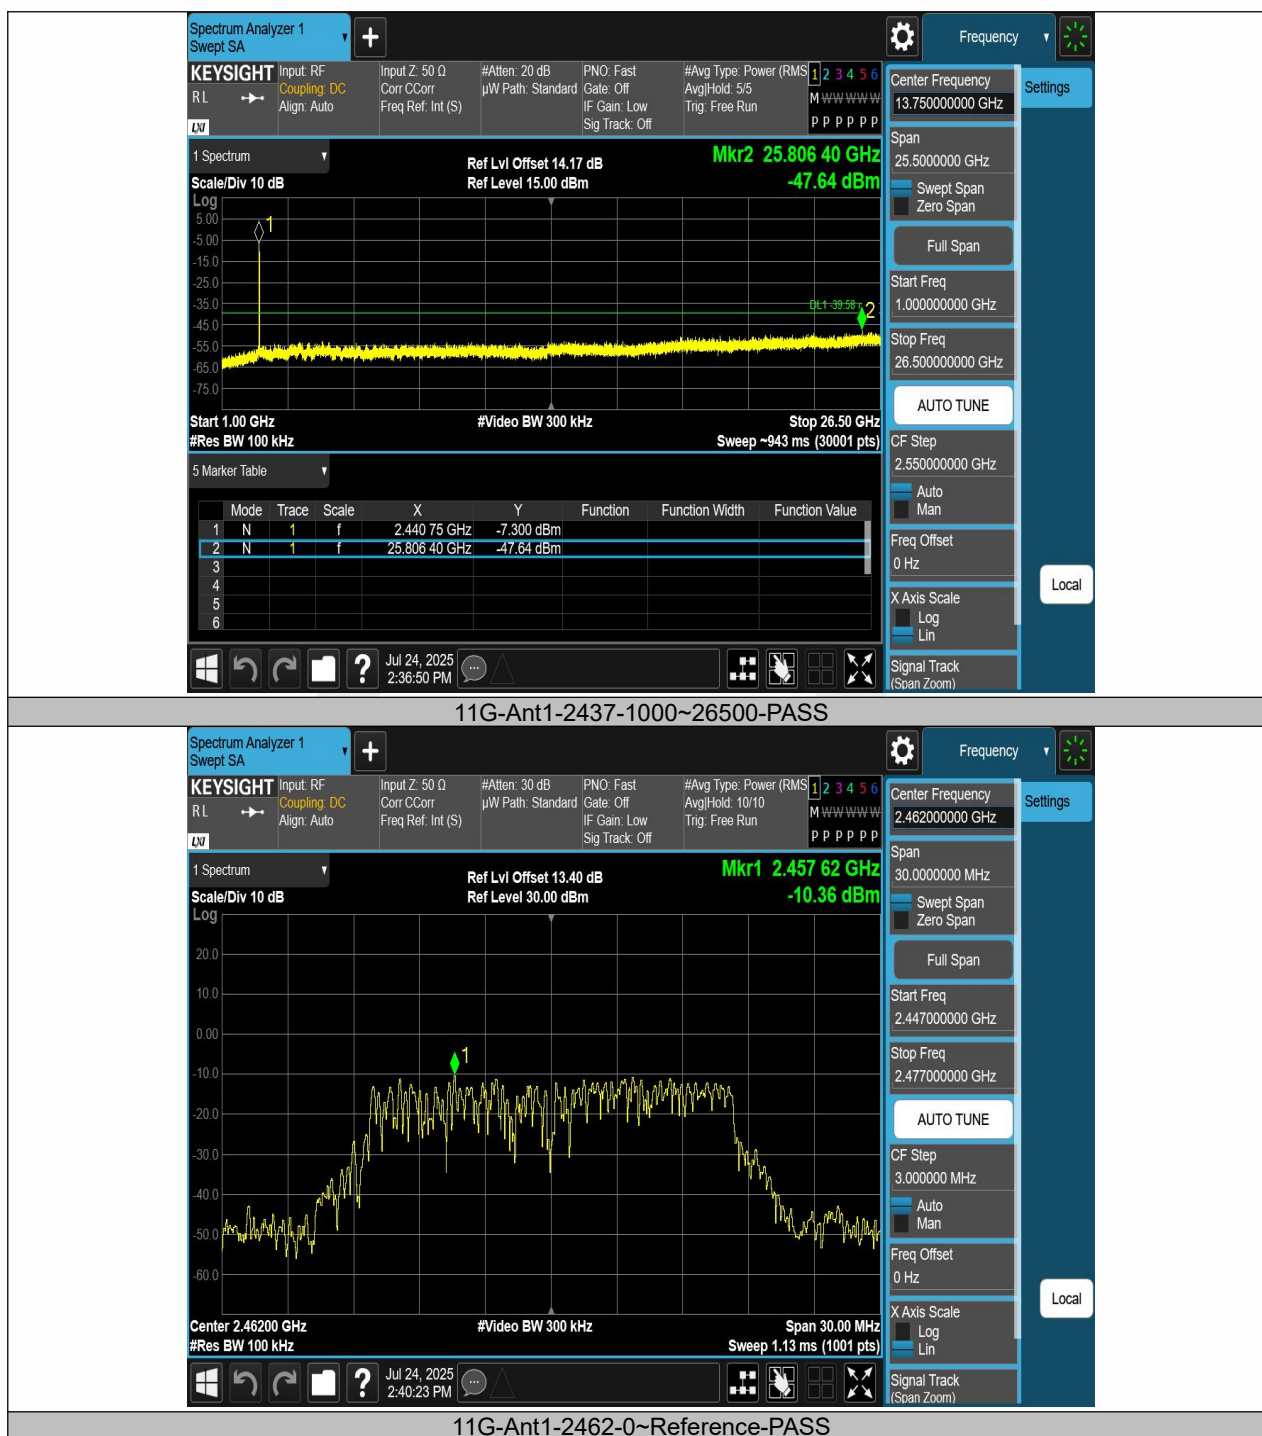 Spectrum Analyzer 1
Swept SA
+
Frequency
KEYSIGHT
RL
LXI
Input: RF
Coupling: DC
Align: Auto
Input Z: 50 Ω
Corr CCorr
Freq Ref: Int (S)
#Atten: 20 dB
µW Path: Standard
PNO: Fast
Gate: Off
IF Gain: Low
Sig Track: Off
#Avg Type: Power (RMS
Avg|Hold: 5/5
Trig: Free Run
1 2 3 4 5 6
M W W W W W
P P P P P P
Center Frequency
13.750000000 GHz
Settings
Span
25.5000000 GHz
Swept Span
Zero Span
Full Span
Start Freq
1.000000000 GHz
Stop Freq
26.500000000 GHz
AUTO TUNE
CF Step
2.550000000 GHz
Auto
Man
Freq Offset
0 Hz
X Axis Scale
Log
Lin
Signal Track
(Span Zoom)
Local
1 Spectrum
Scale/Div 10 dB
Ref Lvl Offset 14.17 dB
Ref Level 15.00 dBm
Mkr2 25.806 40 GHz
-47.64 dBm
Log
5.00
-5.00
-15.0
-25.0
-35.0
-45.0
-55.0
-65.0
-75.0
1
DL1 -39.58
2
Start 1.00 GHz
#Video BW 300 kHz
Stop 26.50 GHz
#Res BW 100 kHz
Sweep ~943 ms (30001 pts)
5 Marker Table
Mode Trace Scale X Y Function Function Width Function Value
1 N 1 f 2.440 75 GHz -7.300 dBm
2 N 1 f 25.806 40 GHz -47.64 dBm
3
4
5
6
?
Jul 24, 2025
2:36:50 PM
11G-Ant1-2437-1000~26500-PASS
Spectrum Analyzer 1
Swept SA
+
Frequency
KEYSIGHT
RL
LXI
Input: RF
Coupling: DC
Align: Auto
Input Z: 50 Ω
Corr CCorr
Freq Ref: Int (S)
#Atten: 30 dB
µW Path: Standard
PNO: Fast
Gate: Off
IF Gain: Low
Sig Track: Off
#Avg Type: Power (RMS
Avg|Hold: 10/10
Trig: Free Run
1 2 3 4 5 6
M W W W W W
P P P P P P
Center Frequency
2.462000000 GHz
Settings
Span
30.0000000 MHz
Swept Span
Zero Span
Full Span
Start Freq
2.447000000 GHz
Stop Freq
2.477000000 GHz
AUTO TUNE
CF Step
3.000000 MHz
Auto
Man
Freq Offset
0 Hz
X Axis Scale
Log
Lin
Signal Track
(Span Zoom)
Local
1 Spectrum
Scale/Div 10 dB
Ref Lvl Offset 13.40 dB
Ref Level 30.00 dBm
Mkr1 2.457 62 GHz
-10.36 dBm
Log
20.0
10.0
0.00
-10.0
-20.0
-30.0
-40.0
-50.0
-60.0
1
Center 2.46200 GHz
#Video BW 300 kHz
Span 30.00 MHz
#Res BW 100 kHz
Sweep 1.13 ms (1001 pts)
?
Jul 24, 2025
2:40:23 PM
11G-Ant1-2462-0~Reference-PASS